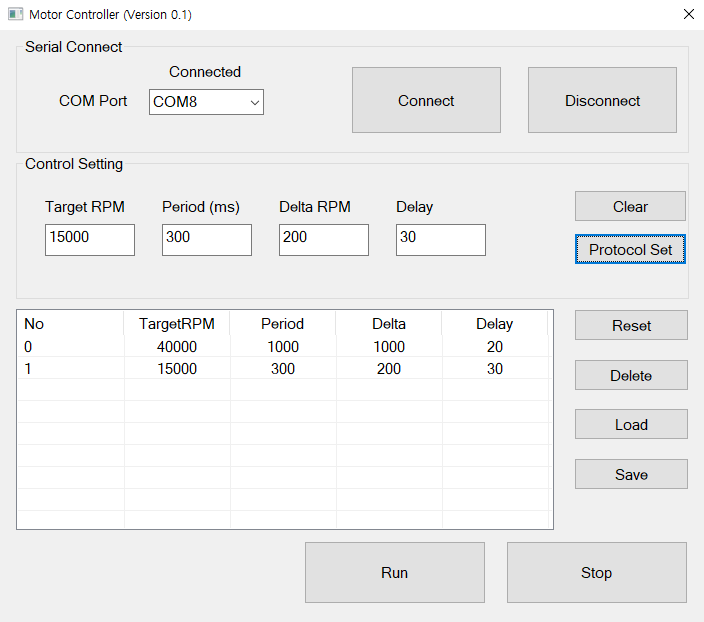 Motor Controller (Version 0.1)
Serial Connect
Connected
COM Port COM8 Connect Disconnect
Control Setting
Target RPM Period (ms) Delta RPM Delay Clear
15000 300 200 30 Protocol Set
No TargetRPM Period Delta Delay Reset
0 40000 1000 1000 20
1 15000 300 200 30 Delete
Load
Save
Run Stop